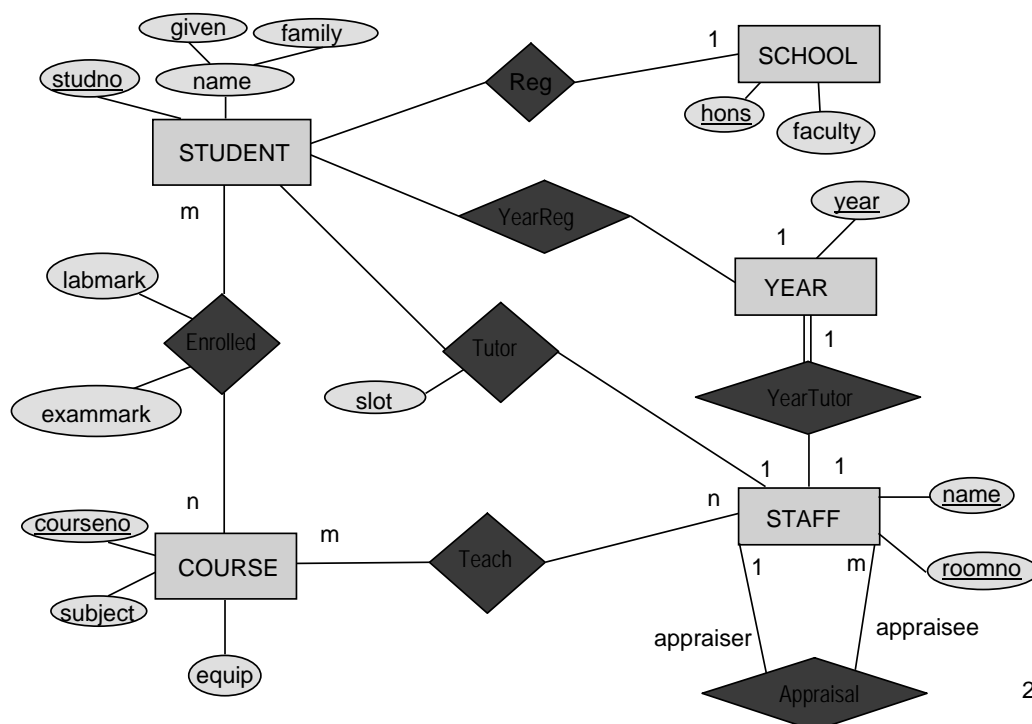 given
family
1
SCHOOL
studno
name
Reg
hons
faculty
STUDENT
m
YearReg
year
1
YEAR
labmark
Enrolled
Tutor
1
exammark
slot
YearTutor
1
1
n
n
name
courseno
m
STAFF
COURSE
Teach
1
m
roomno
subject
appraiser
appraisee
equip
Appraisal
2